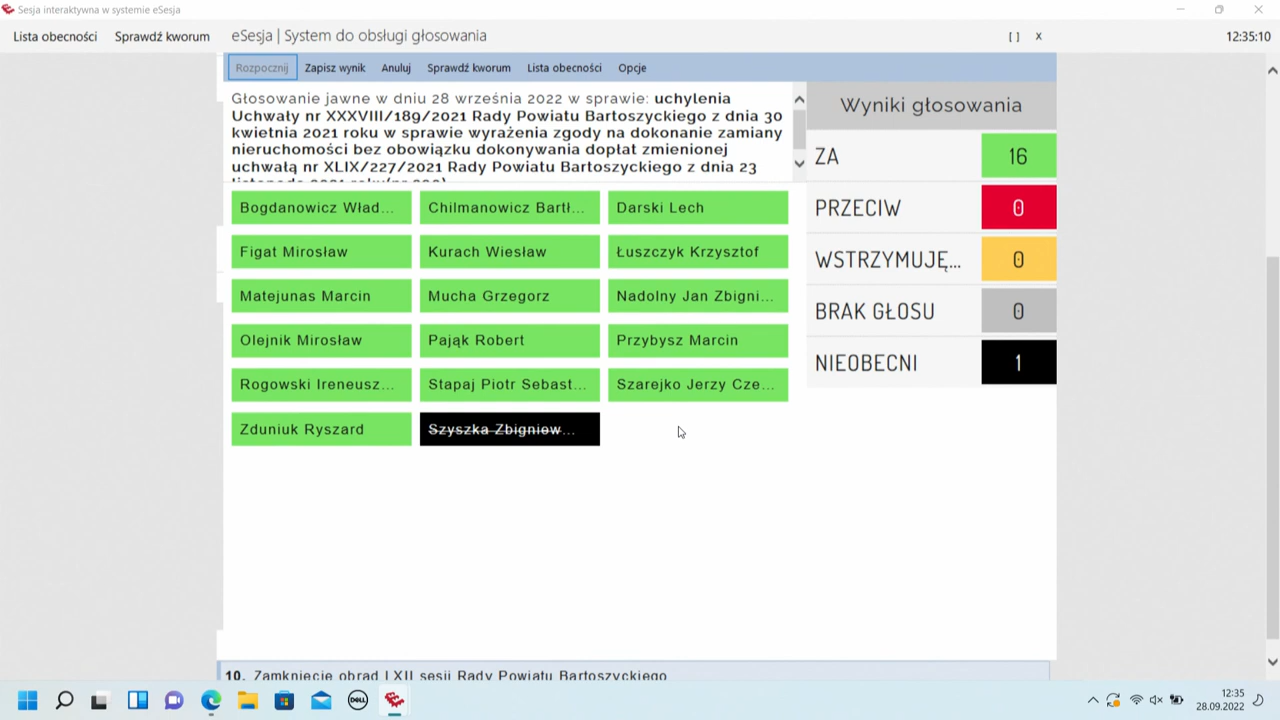 Sesja interaktywna w systemie eSesja
Lista obecności Sprawdź kworum eSesja | System do obsługi głosowania [ ] x 12:35:10
Rozpocznij Zapisz wynik Anuluj Sprawdź kworum Lista obecności Opcje
Głosowanie jawne w dniu 28 września 2022 w sprawie: uchylenia
Uchwały nr XXXVIII/189/2021 Rady Powiatu Bartoszyckiego z dnia 30
kwietnia 2021 roku w sprawie wyrażenia zgody na dokonanie zamiany
nieruchomości bez obowiązku dokonywania dopłat zmienionej
uchwałą nr XLIX/227/2021 Rady Powiatu Bartoszyckiego z dnia 23
Wyniki głosowania
ZA 16
PRZECIW 0
WSTRZYMUJĘ... 0
BRAK GŁOSU 0
NIEOBECNI 1
Bogdanowicz Wład... Chilmanowicz Bartł... Darski Lech
Figat Mirosław Kurach Wiesław Łuszczyk Krzysztof
Matejunas Marcin Mucha Grzegorz Nadolny Jan Zbigni...
Olejnik Mirosław Pająk Robert Przybysz Marcin
Rogowski Ireneusz... Stapaj Piotr Sebast... Szarejko Jerzy Cze...
Zduniuk Ryszard Szyszka Zbigniew...
10. Zamknięcie obrad LXII sesji Rady Powiatu Bartoszyckiego
DELL
12:35
28.09.2022